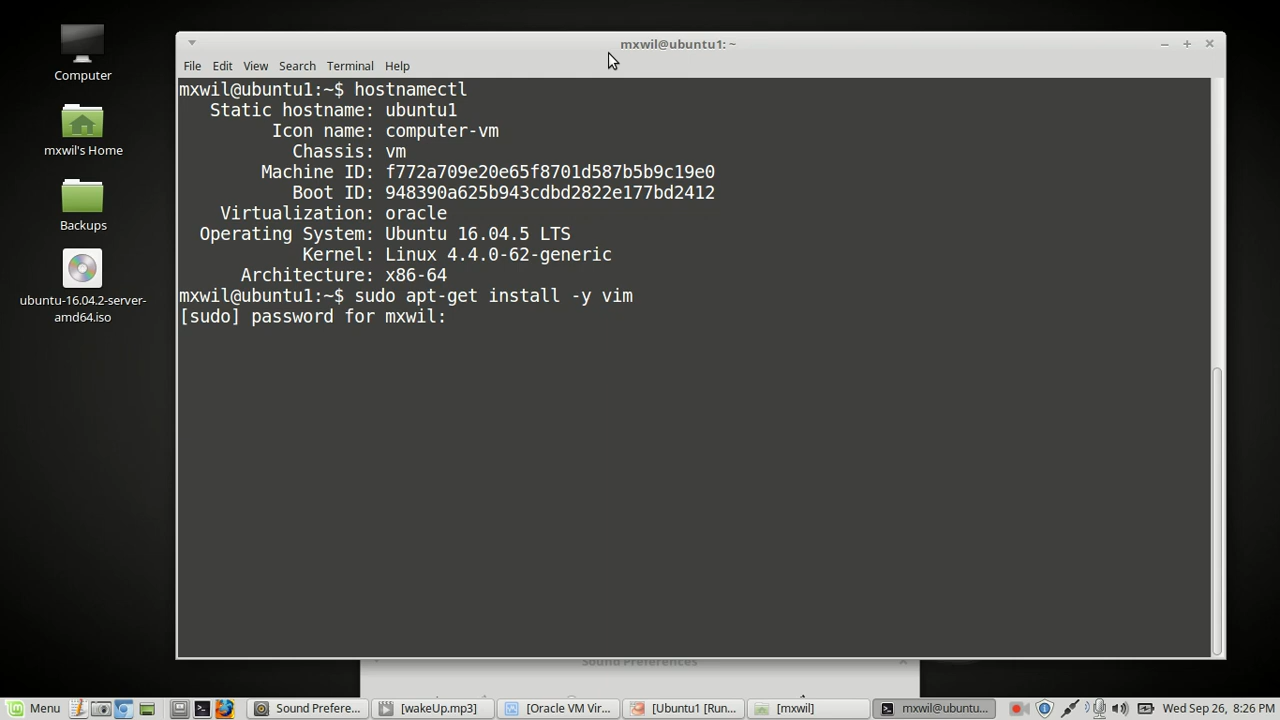 mxwil@ubuntu1: ~
File Edit View Search Terminal Help
mxwil@ubuntu1:~$ hostnamectl
Static hostname: ubuntu1
Icon name: computer-vm
Chassis: vm
Machine ID: f772a709e20e65f8701d587b5b9c19e0
Boot ID: 948390a625b943cdbd2822e177bd2412
Virtualization: oracle
Operating System: Ubuntu 16.04.5 LTS
Kernel: Linux 4.4.0-62-generic
Architecture: x86-64
mxwil@ubuntu1:~$ sudo apt-get install -y vim
[sudo] password for mxwil:
Computer
mxwil's Home
Backups
ubuntu-16.04.2-server-
amd64.iso
Sound Preferences
Menu Sound Prefere... [wakeUp.mp3] [Oracle VM Vir... [Ubuntu1 [Run... [mxwil] mxwil@ubuntu... Wed Sep 26, 8:26 PM